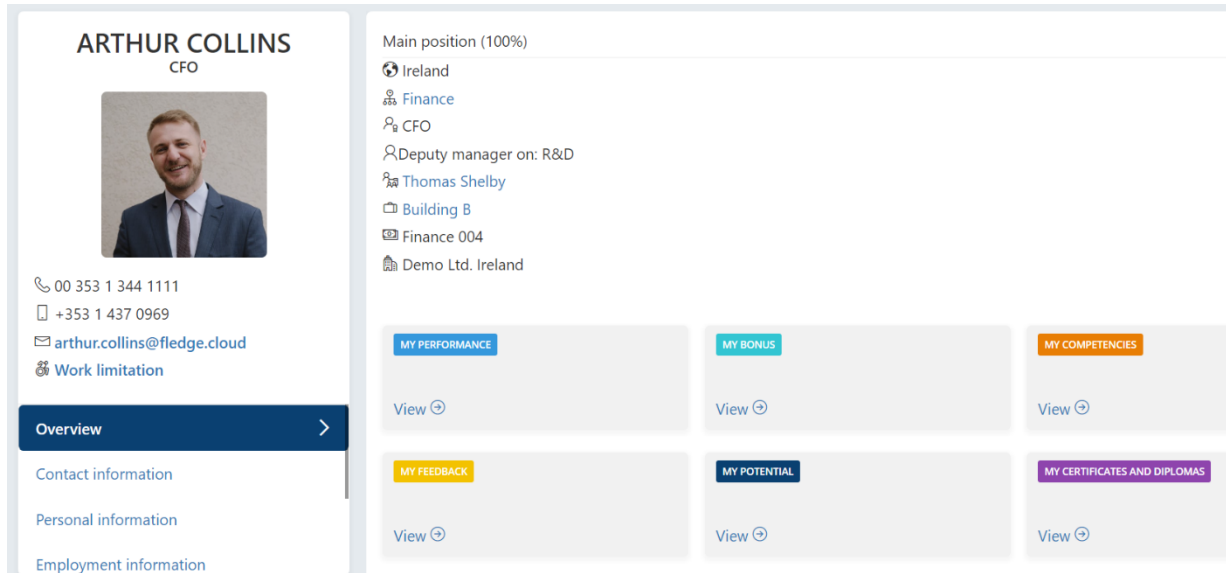 ARTHUR COLLINS
CFO
00 353 1 344 1111
+353 1 437 0969
arthur.collins@fledge.cloud
Work limitation
Overview
Contact information
Personal information
Employment information
Main position (100%)
Ireland
Finance
CFO
Deputy manager on: R&D
Thomas Shelby
Building B
Finance 004
Demo Ltd. Ireland
MY PERFORMANCE
View
MY BONUS
View
MY COMPETENCIES
View
MY FEEDBACK
View
MY POTENTIAL
View
MY CERTIFICATES AND DIPLOMAS
View